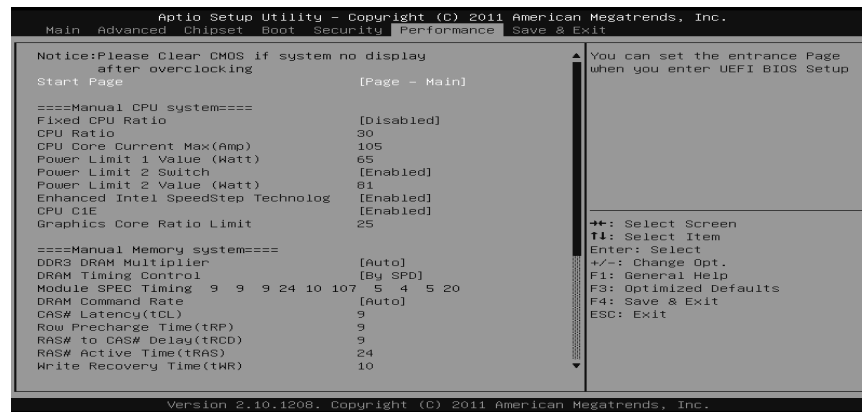 Aptio Setup Utility – Copyright (C) 2011 American Megatrends, Inc.
Main Advanced Chipset Boot Security Performance Save & Exit
Notice:Please Clear CMOS if system no display
after overclocking
Start Page [Page – Main]
====Manual CPU system====
Fixed CPU Ratio [Disabled]
CPU Ratio 30
CPU Core Current Max(Amp) 105
Power Limit 1 Value (Watt) 65
Power Limit 2 Switch [Enabled]
Power Limit 2 Value (Watt) 81
Enhanced Intel SpeedStep Technolog [Enabled]
CPU C1E [Enabled]
Graphics Core Ratio Limit 25
====Manual Memory system====
DDR3 DRAM Multiplier [Auto]
DRAM Timing Control [By SPD]
Module SPEC Timing 9 9 9 24 10 107 5 4 5 20
DRAM Command Rate [Auto]
CAS# Latency(tCL) 9
Row Precharge Time(tRP) 9
RAS# to CAS# Delay(tRCD) 9
RAS# Active Time(tRAS) 24
Write Recovery Time(tWR) 10
You can set the entrance Page
when you enter UEFI BIOS Setup
→←: Select Screen
↑↓: Select Item
Enter: Select
+/-: Change Opt.
F1: General Help
F3: Optimized Defaults
F4: Save & Exit
ESC: Exit
Version 2.10.1208. Copyright (C) 2011 American Megatrends, Inc.